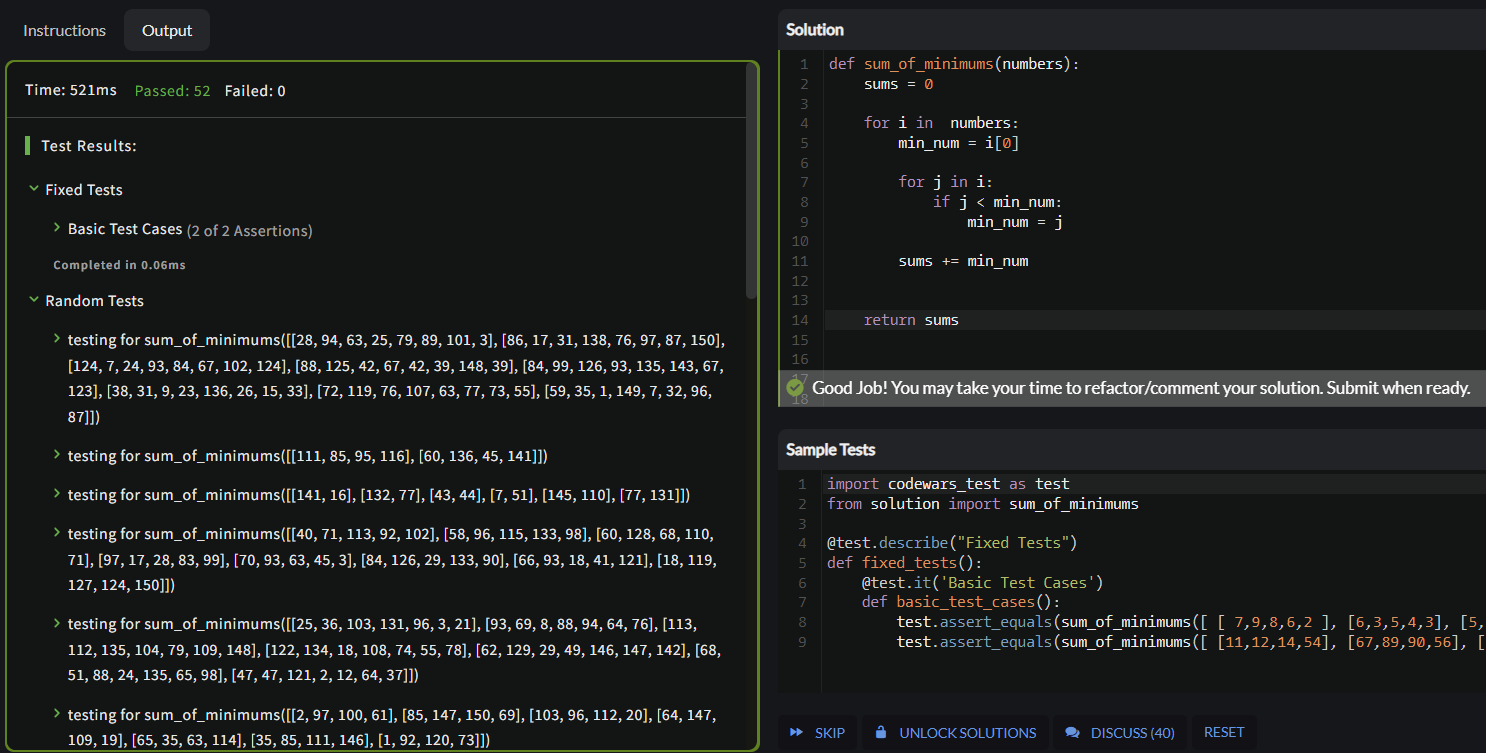 Instructions
Output
Time: 521ms Passed: 52 Failed: 0
Test Results:
Fixed Tests
Basic Test Cases (2 of 2 Assertions)
Completed in 0.06ms
Random Tests
testing for sum_of_minimums([[28, 94, 63, 25, 79, 89, 101, 3], [86, 17, 31, 138, 76, 97, 87, 150],
[124, 7, 24, 93, 84, 67, 102, 124], [88, 125, 42, 67, 42, 39, 148, 39], [84, 99, 126, 93, 135, 143, 67,
123], [38, 31, 9, 23, 136, 26, 15, 33], [72, 119, 76, 107, 63, 77, 73, 55], [59, 35, 1, 149, 7, 32, 96,
87]])
testing for sum_of_minimums([[111, 85, 95, 116], [60, 136, 45, 141]])
testing for sum_of_minimums([[141, 16], [132, 77], [43, 44], [7, 51], [145, 110], [77, 131]])
testing for sum_of_minimums([[40, 71, 113, 92, 102], [58, 96, 115, 133, 98], [60, 128, 68, 110,
71], [97, 17, 28, 83, 99], [70, 93, 63, 45, 3], [84, 126, 29, 133, 90], [66, 93, 18, 41, 121], [18, 119,
127, 124, 150]])
testing for sum_of_minimums([[25, 36, 103, 131, 96, 3, 21], [93, 69, 8, 88, 94, 64, 76], [113,
112, 135, 104, 79, 109, 148], [122, 134, 18, 108, 74, 55, 78], [62, 129, 29, 49, 146, 147, 142], [68,
51, 88, 24, 135, 65, 98], [47, 47, 121, 2, 12, 64, 37]])
testing for sum_of_minimums([[2, 97, 100, 61], [85, 147, 150, 69], [103, 96, 112, 20], [64, 147,
109, 19], [65, 35, 63, 114], [35, 85, 111, 146], [1, 92, 120, 73]])
Solution
1 def sum_of_minimums(numbers):
2     sums = 0
3
4     for i in  numbers:
5         min_num = i[0]
6
7         for j in i:
8             if j < min_num:
9                 min_num = j
10
11         sums += min_num
12
13
14     return sums
15
16
17
18
Good Job! You may take your time to refactor/comment your solution. Submit when ready.
Sample Tests
1 import codewars_test as test
2 from solution import sum_of_minimums
3
4 @test.describe("Fixed Tests")
5 def fixed_tests():
6     @test.it('Basic Test Cases')
7     def basic_test_cases():
8         test.assert_equals(sum_of_minimums([ [ 7,9,8,6,2 ], [6,3,5,4,3], [5,
9         test.assert_equals(sum_of_minimums([ [11,12,14,54], [67,89,90,56], [
SKIP
UNLOCK SOLUTIONS
DISCUSS (40)
RESET